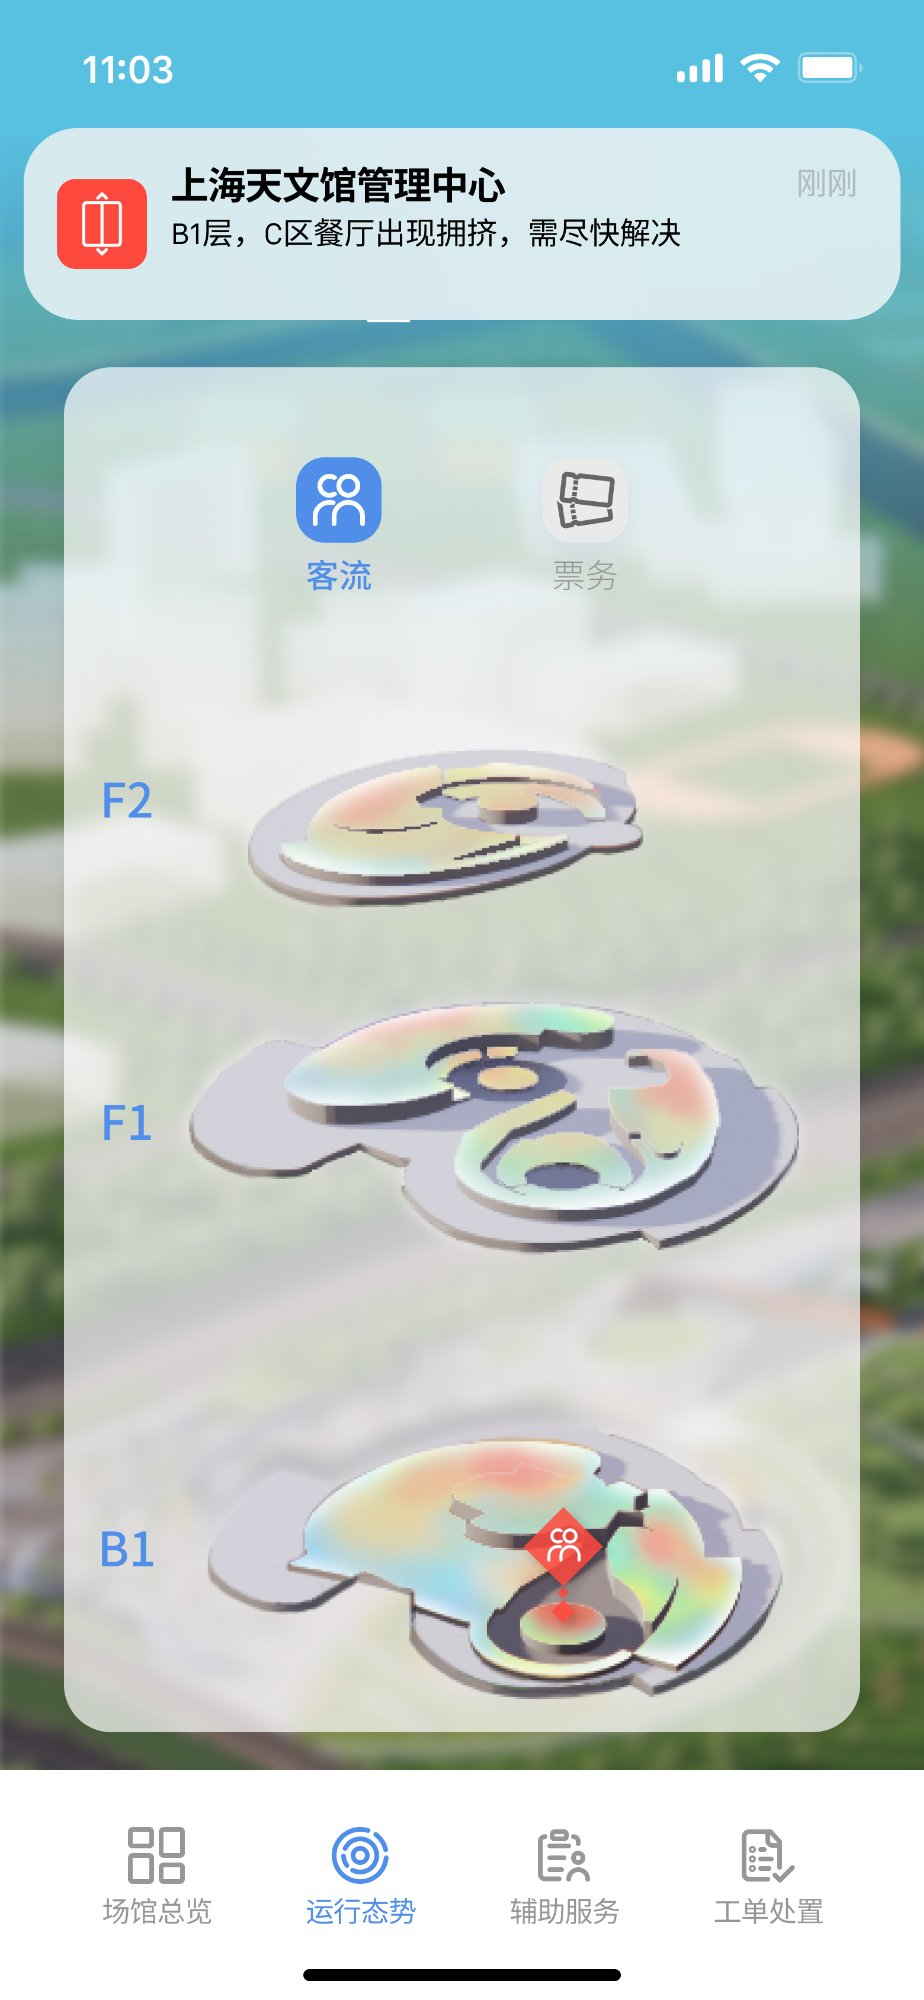 11:03
上海天文馆管理中心
刚刚
B1层，C区餐厅出现拥挤，需尽快解决
客流
票务
F2
F1
B1
场馆总览
运行态势
辅助服务
工单处置